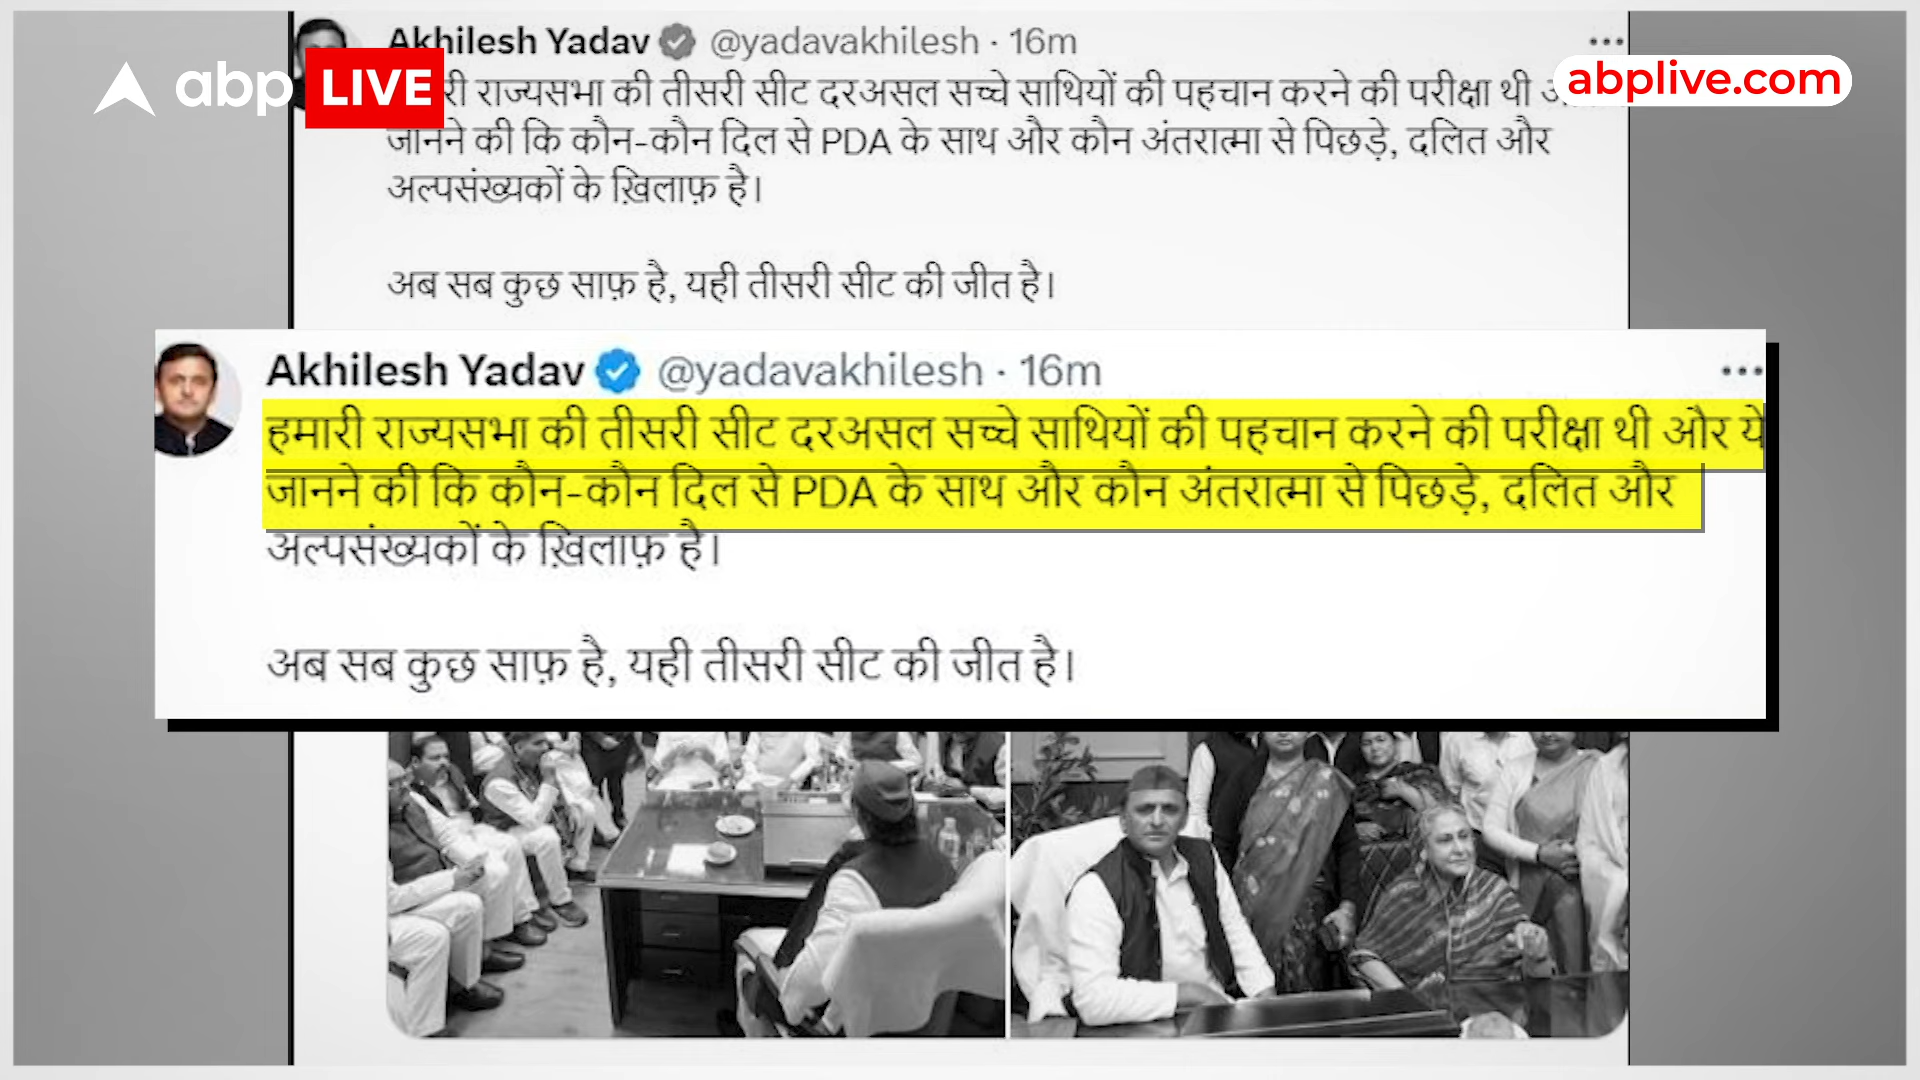 Akhilesh Yadav @yadavakhilesh · 16m
abp LIVE
abplive.com
री राज्यसभा की तीसरी सीट दरअसल सच्चे साथियों की पहचान करने की परीक्षा थी
जानने की कि कौन-कौन दिल से PDA के साथ और कौन अंतरात्मा से पिछड़े, दलित और
अल्पसंख्यकों के ख़िलाफ़ है।
अब सब कुछ साफ़ है, यही तीसरी सीट की जीत है।
Akhilesh Yadav @yadavakhilesh · 16m
हमारी राज्यसभा की तीसरी सीट दरअसल सच्चे साथियों की पहचान करने की परीक्षा थी और ये
जानने की कि कौन-कौन दिल से PDA के साथ और कौन अंतरात्मा से पिछड़े, दलित और
अल्पसंख्यकों के ख़िलाफ़ है।
अब सब कुछ साफ़ है, यही तीसरी सीट की जीत है।